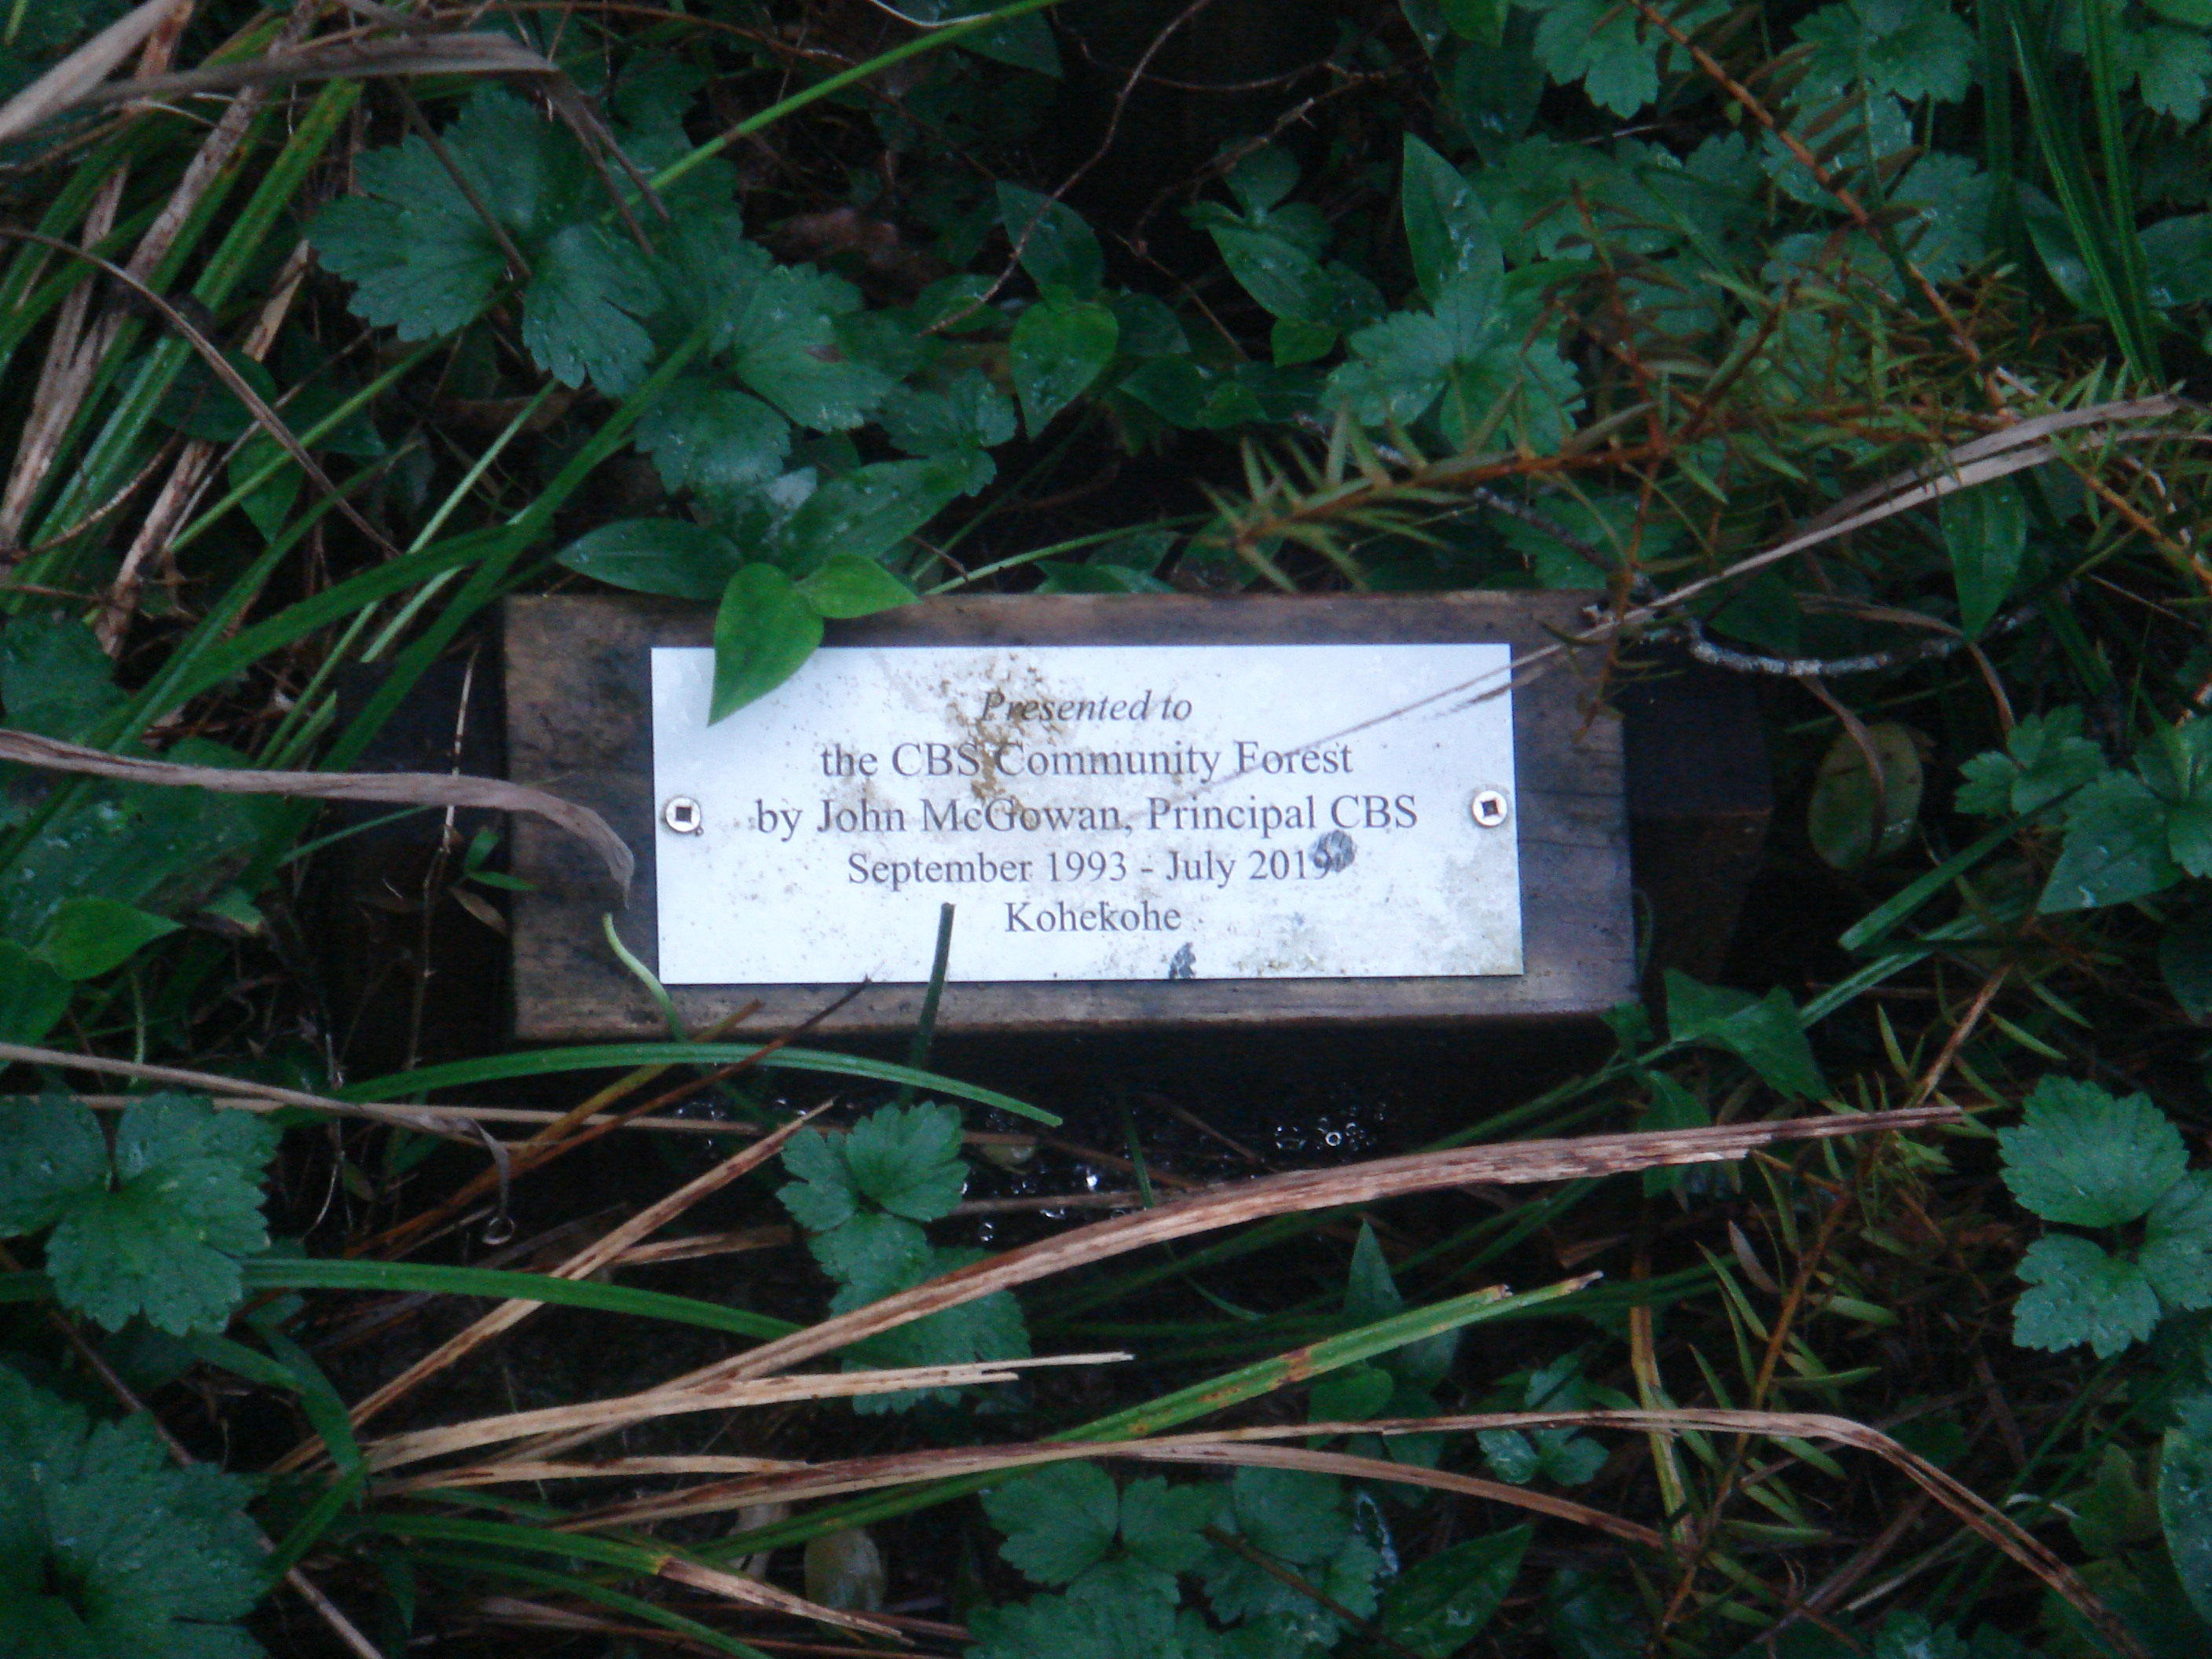 Presented to
the CBS Community Forest
by John McGowan, Principal CBS
September 1993 - July 2019
Kohekohe